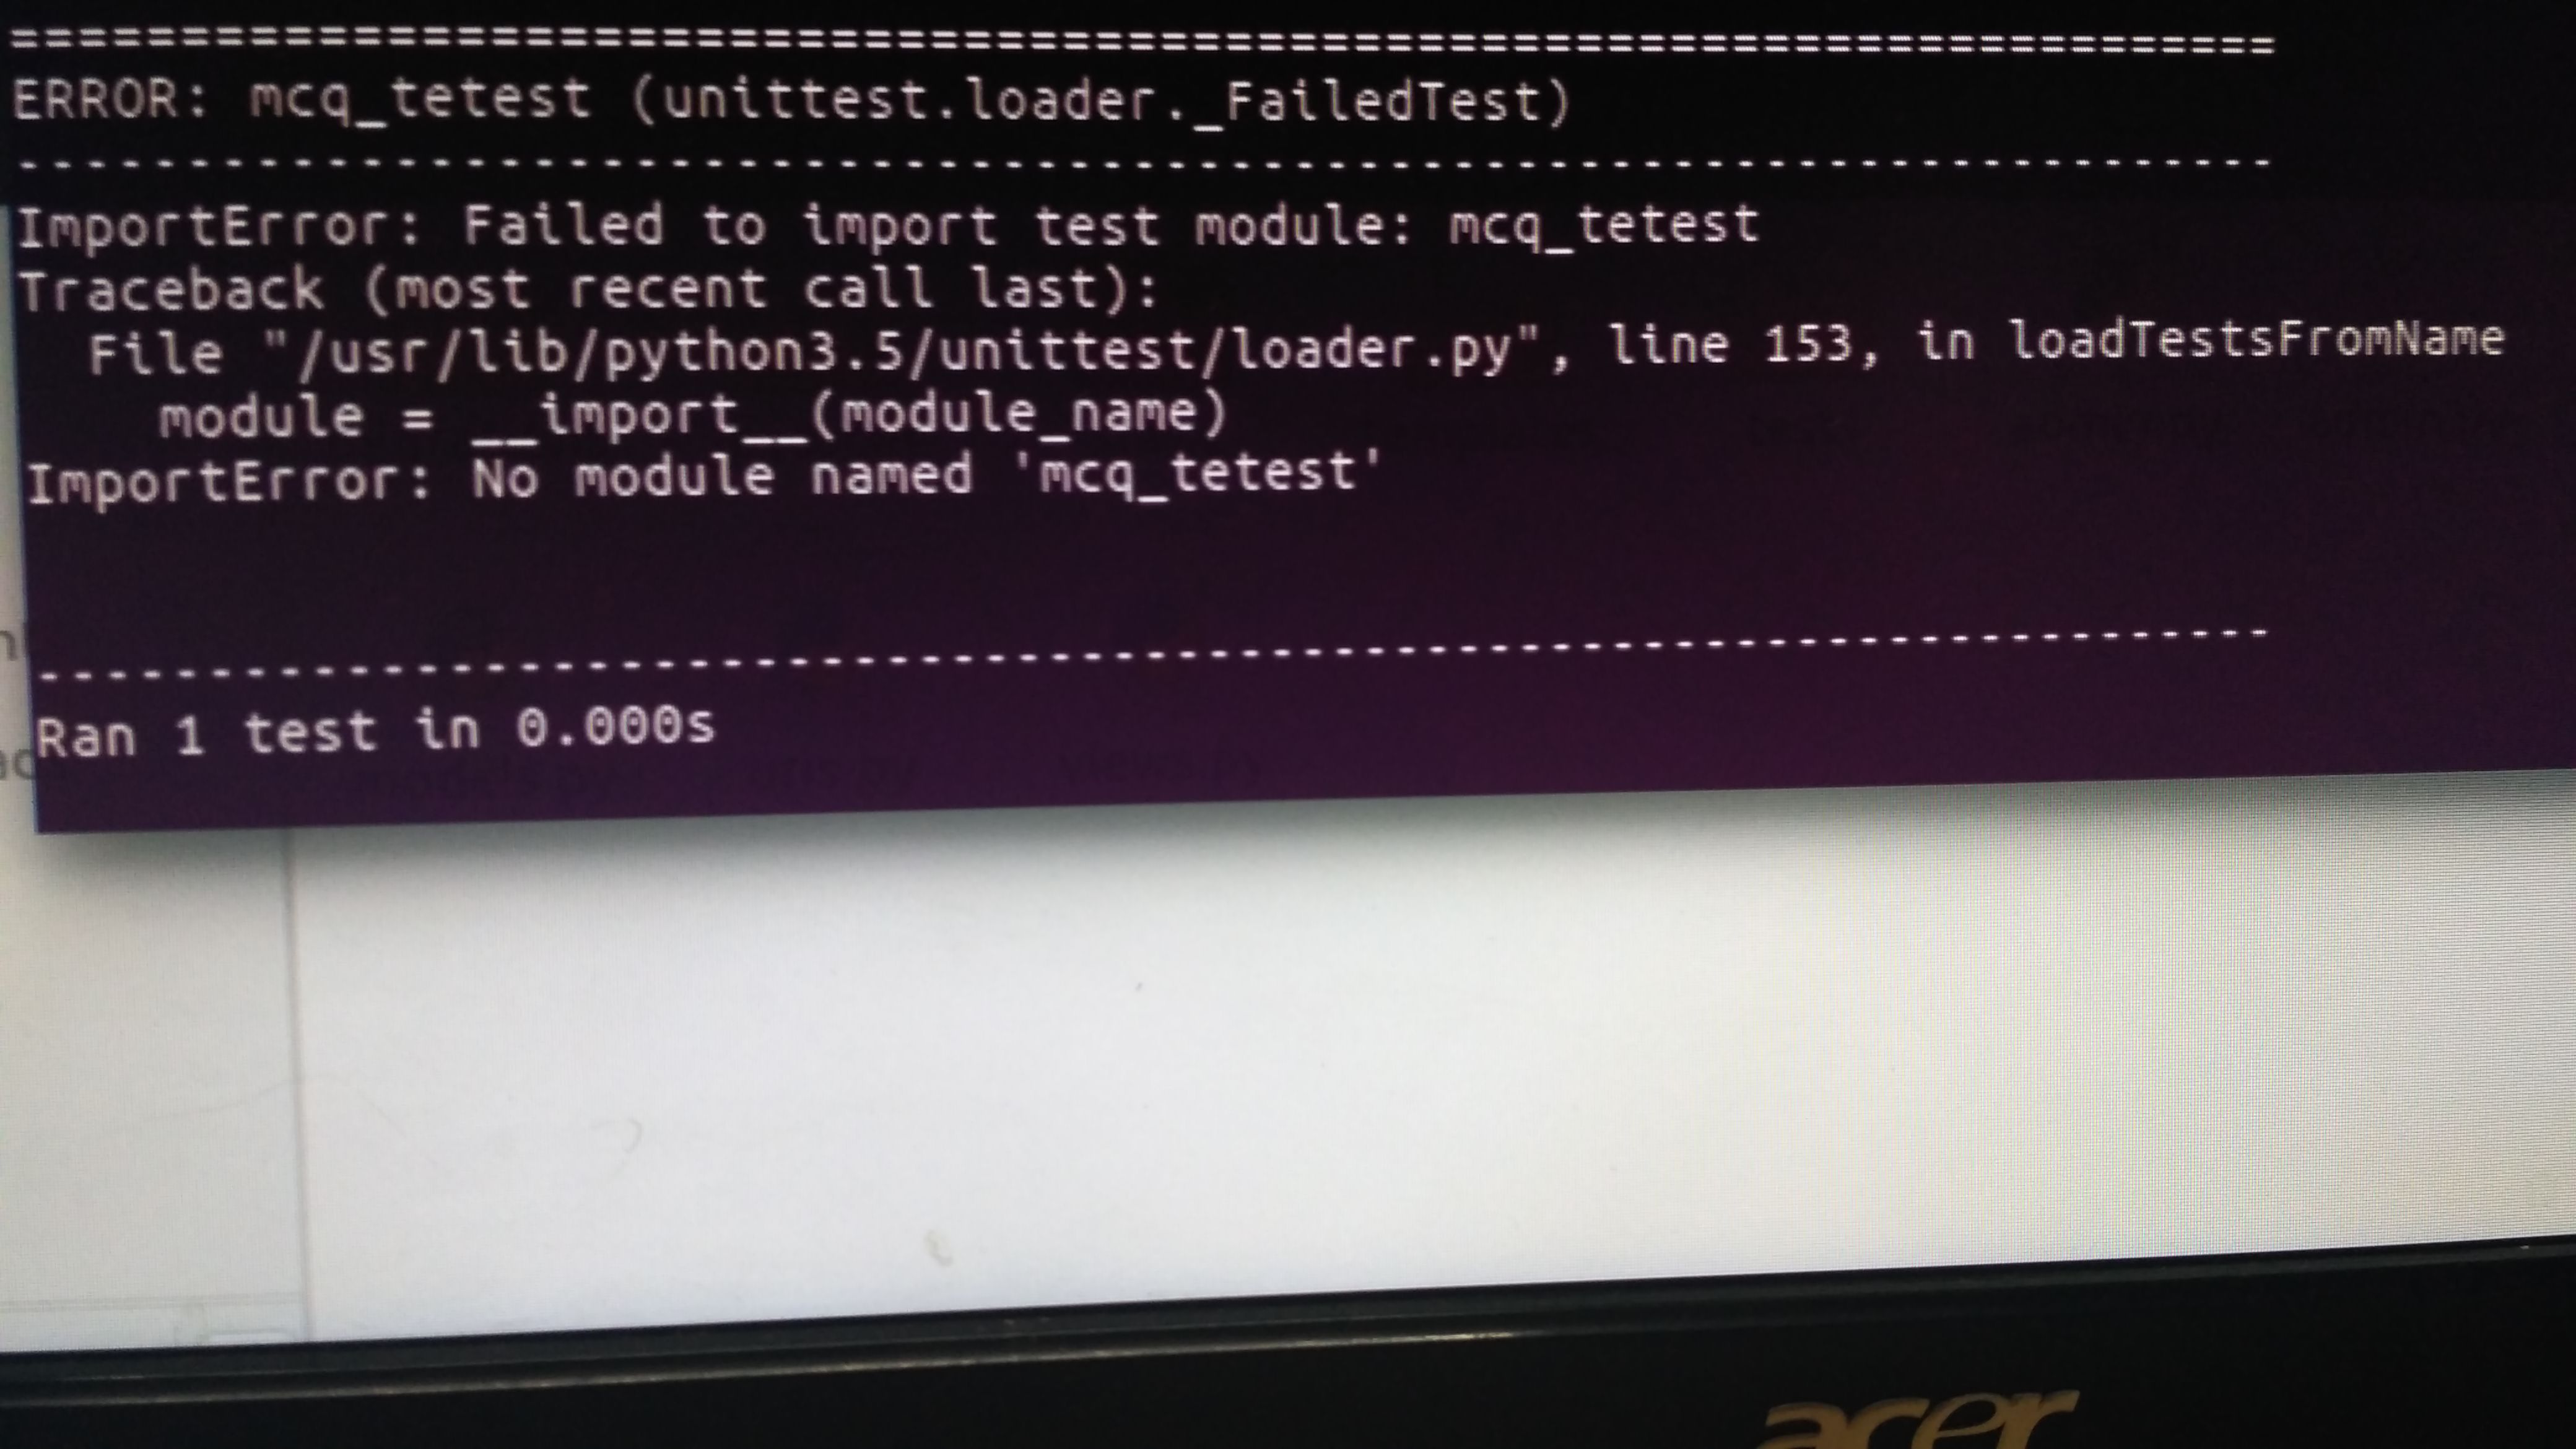 ======================================================================
ERROR: mcq_tetest (unittest.loader._FailedTest)
----------------------------------------------------------------------
ImportError: Failed to import test module: mcq_tetest
Traceback (most recent call last):
  File "/usr/lib/python3.5/unittest/loader.py", line 153, in loadTestsFromName
    module = __import__(module_name)
ImportError: No module named 'mcq_tetest'
----------------------------------------------------------------------
Ran 1 test in 0.000s
acer